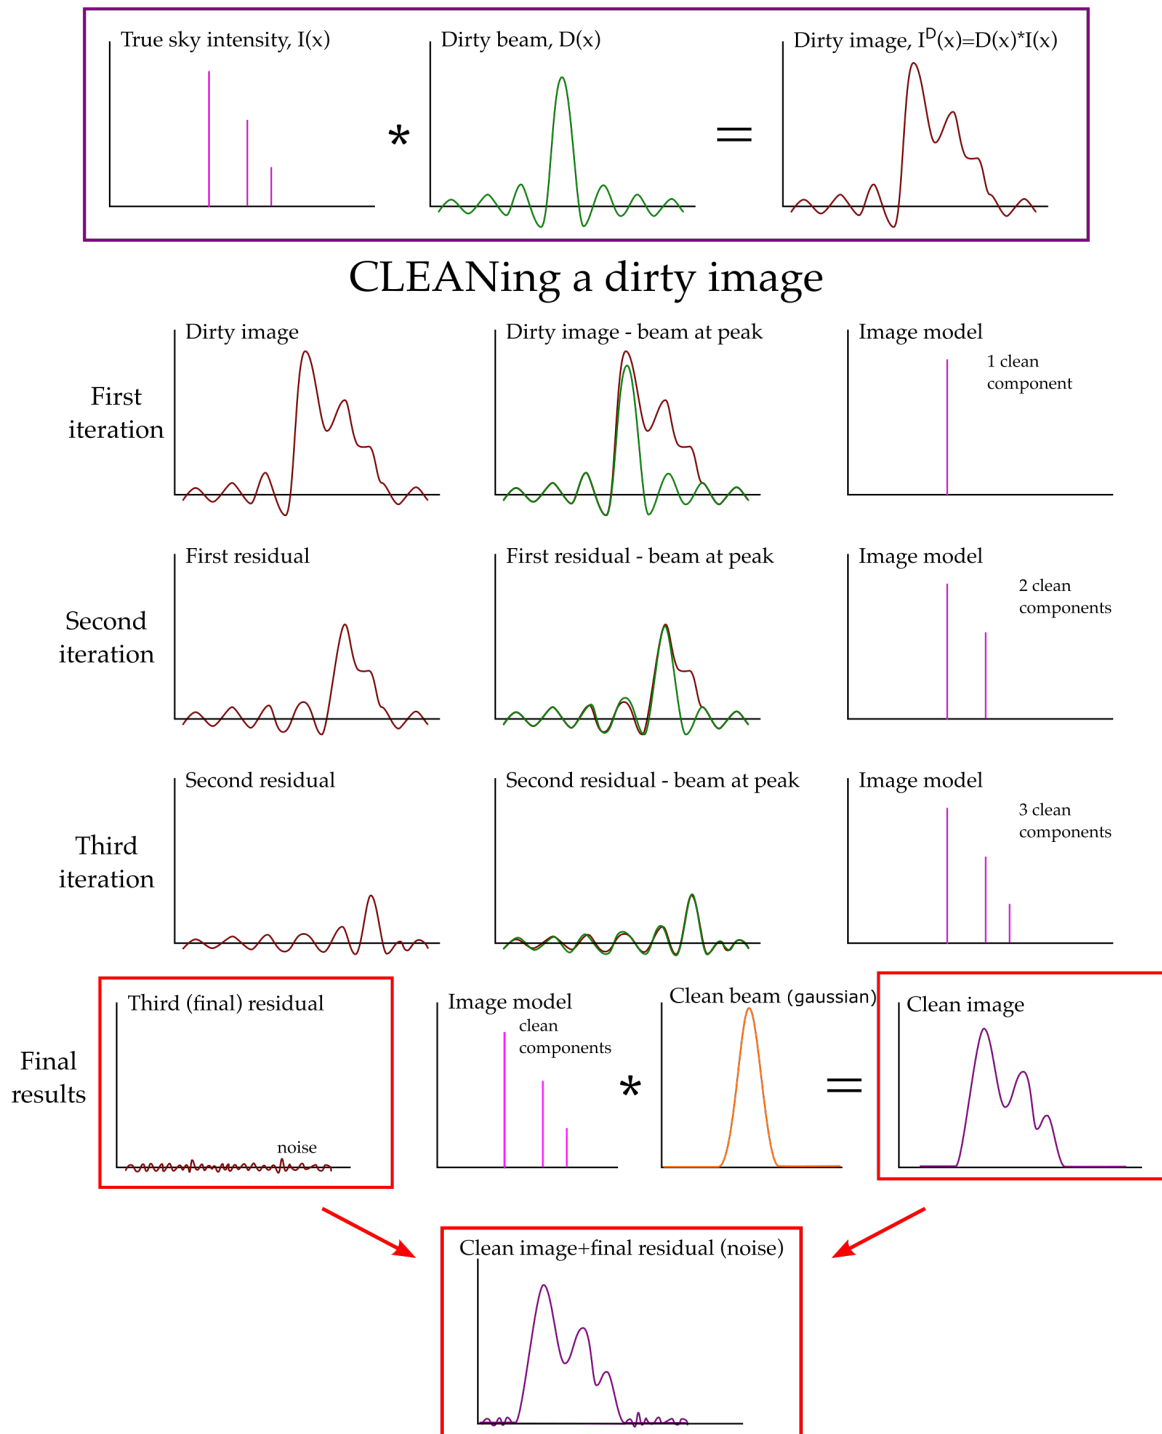 True sky intensity, I(x)
Dirty beam, D(x)
Dirty image, Iᴰ(x)=D(x)*I(x)
*
=
CLEANing a dirty image
First
iteration
Dirty image
Dirty image - beam at peak
Image model
1 clean
component
Second
iteration
First residual
First residual - beam at peak
Image model
2 clean
components
Third
iteration
Second residual
Second residual - beam at peak
Image model
3 clean
components
Final
results
Third (final) residual
noise
Image model
clean
components
*
Clean beam (gaussian)
=
Clean image
Clean image+final residual (noise)